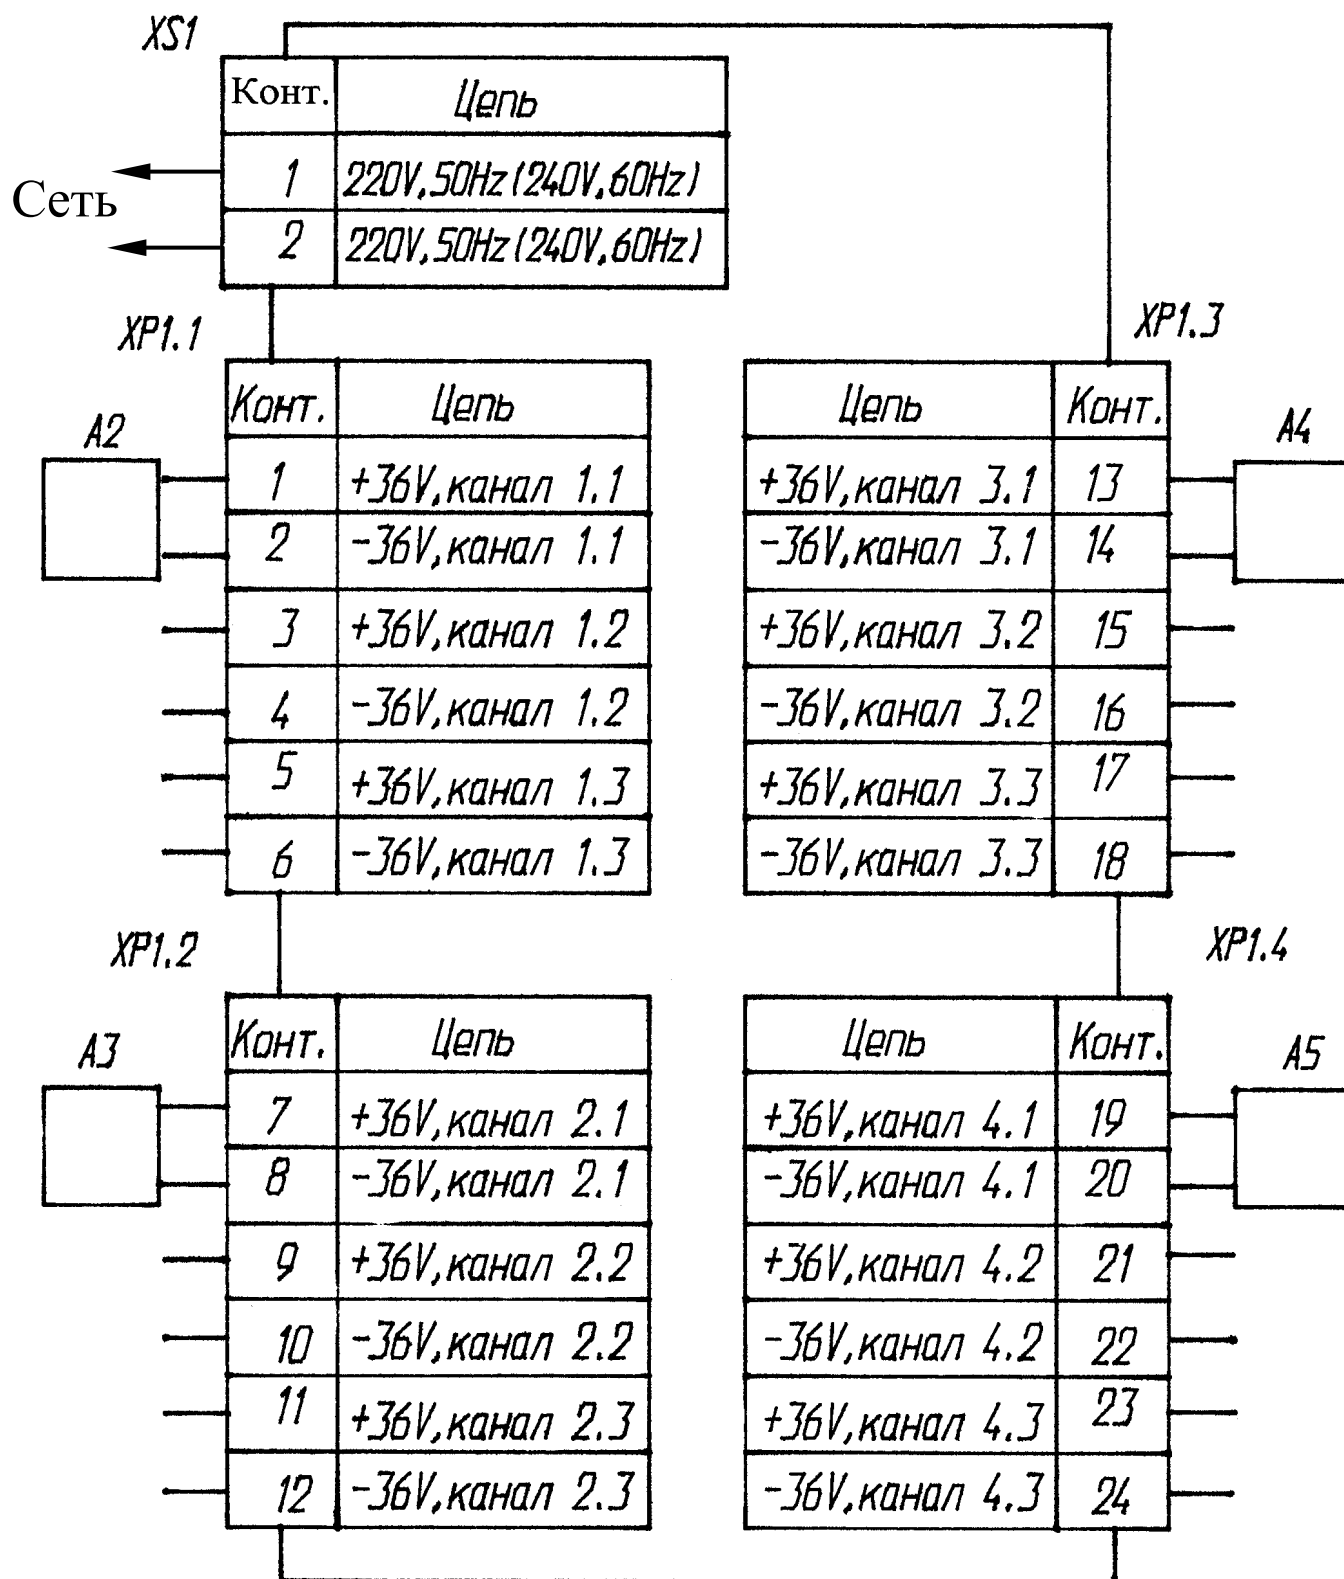 XS1
Конт. Цепь
1 220V,50Hz(240V,60Hz)
Сеть
2 220V,50Hz(240V,60Hz)
XP1.1
Конт. Цепь
A2
1 +36V,канал 1.1
2 -36V,канал 1.1
3 +36V,канал 1.2
4 -36V,канал 1.2
5 +36V,канал 1.3
6 -36V,канал 1.3
XP1.3
Цепь Конт.
A4
+36V,канал 3.1 13
-36V,канал 3.1 14
+36V,канал 3.2 15
-36V,канал 3.2 16
+36V,канал 3.3 17
-36V,канал 3.3 18
XP1.2
Конт. Цепь
A3
7 +36V,канал 2.1
8 -36V,канал 2.1
9 +36V,канал 2.2
10 -36V,канал 2.2
11 +36V,канал 2.3
12 -36V,канал 2.3
XP1.4
Цепь Конт.
A5
+36V,канал 4.1 19
-36V,канал 4.1 20
+36V,канал 4.2 21
-36V,канал 4.2 22
+36V,канал 4.3 23
-36V,канал 4.3 24